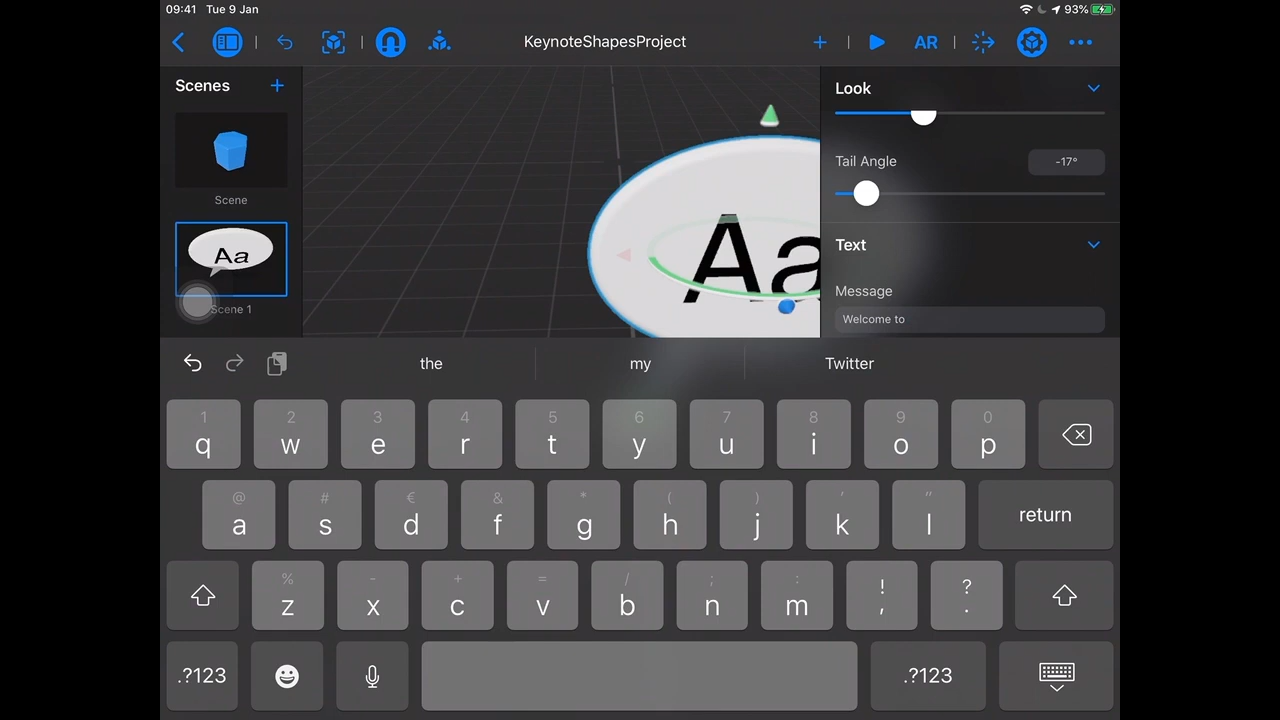 09:41 Tue 9 Jan 93%
KeynoteShapesProject AR
Scenes
Scene
Aa
Scene 1
Aa
Look
Tail Angle -17°
Text
Message
Welcome to
the my Twitter
1 2 3 4 5 6 7 8 9 0
q w e r t y u i o p
@ # € & * ( ) ' "
a s d f g h j k l return
% - + = / ; : ! ?
z x c v b n m , .
.?123 .?123